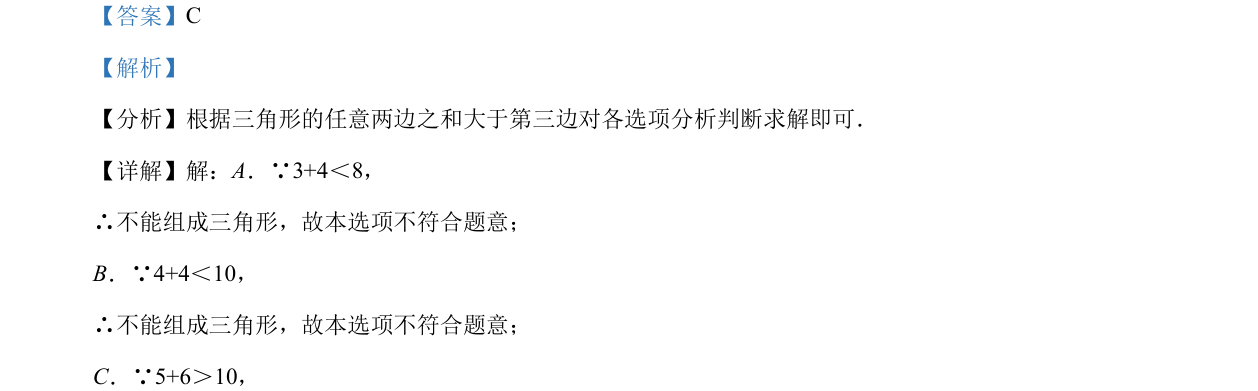 【答案】C
【解析】
【分析】根据三角形的任意两边之和大于第三边对各选项分析判断求解即可．
【详解】解：A．∵3+4＜8，
∴不能组成三角形，故本选项不符合题意；
B．∵4+4＜10，
∴不能组成三角形，故本选项不符合题意；
C．∵5+6＞10，